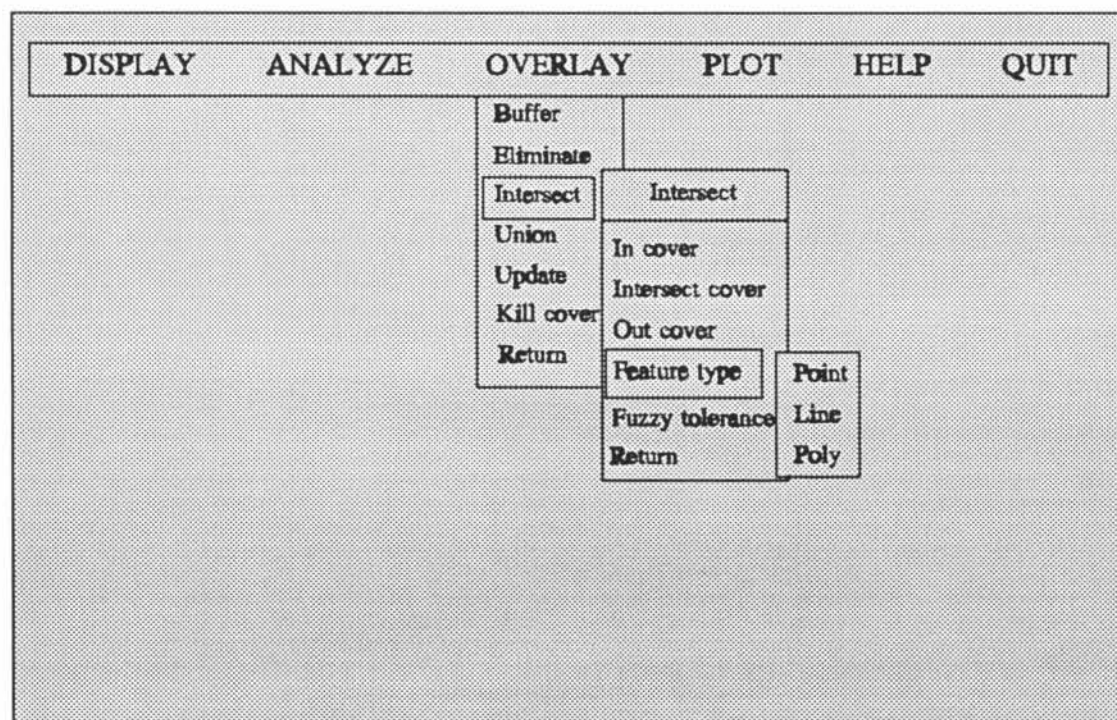 DISPLAY ANALYZE OVERLAY PLOT HELP QUIT
Buffer
Eliminate
Intersect
Union
Update
Kill cover
Return
Intersect
In cover
Intersect cover
Out cover
Feature type
Fuzzy tolerance
Return
Point
Line
Poly